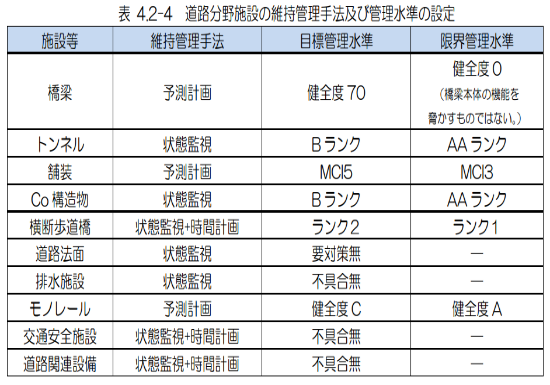 表 4.2-4 道路分野施設の維持管理手法及び管理水準の設定
施設等 維持管理手法 目標管理水準 限界管理水準
橋梁 予測計画 健全度 70 健全度 0
（橋梁本体の機能を
脅かすものではない。）
トンネル 状態監視 B ランク AA ランク
舗装 予測計画 MCI5 MCI3
Co 構造物 状態監視 B ランク AA ランク
横断歩道橋 状態監視+時間計画 ランク 2 ランク 1
道路法面 状態監視 要対策無 －
排水施設 状態監視 不具合無 －
モノレール 予測計画 健全度 C 健全度 A
交通安全施設 状態監視+時間計画 不具合無 －
道路関連設備 状態監視+時間計画 不具合無 －